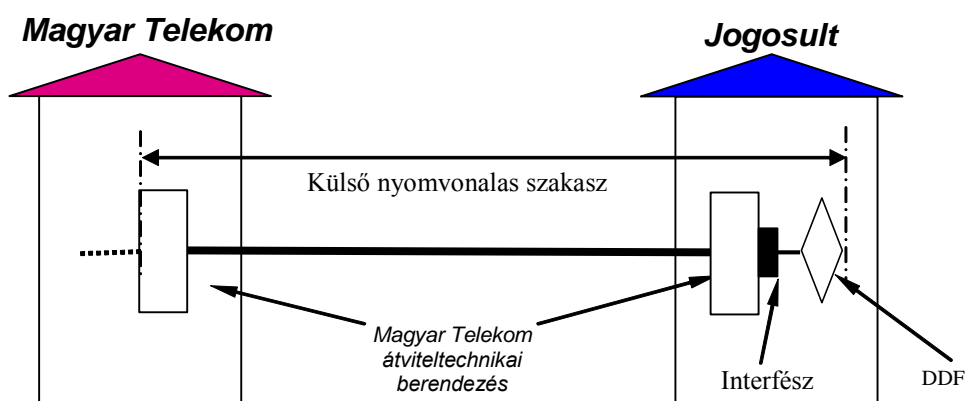 Magyar Telekom
Jogosult
Külső nyomvonalas szakasz
Magyar Telekom
átviteltechnikai
berendezés
Interfész
DDF